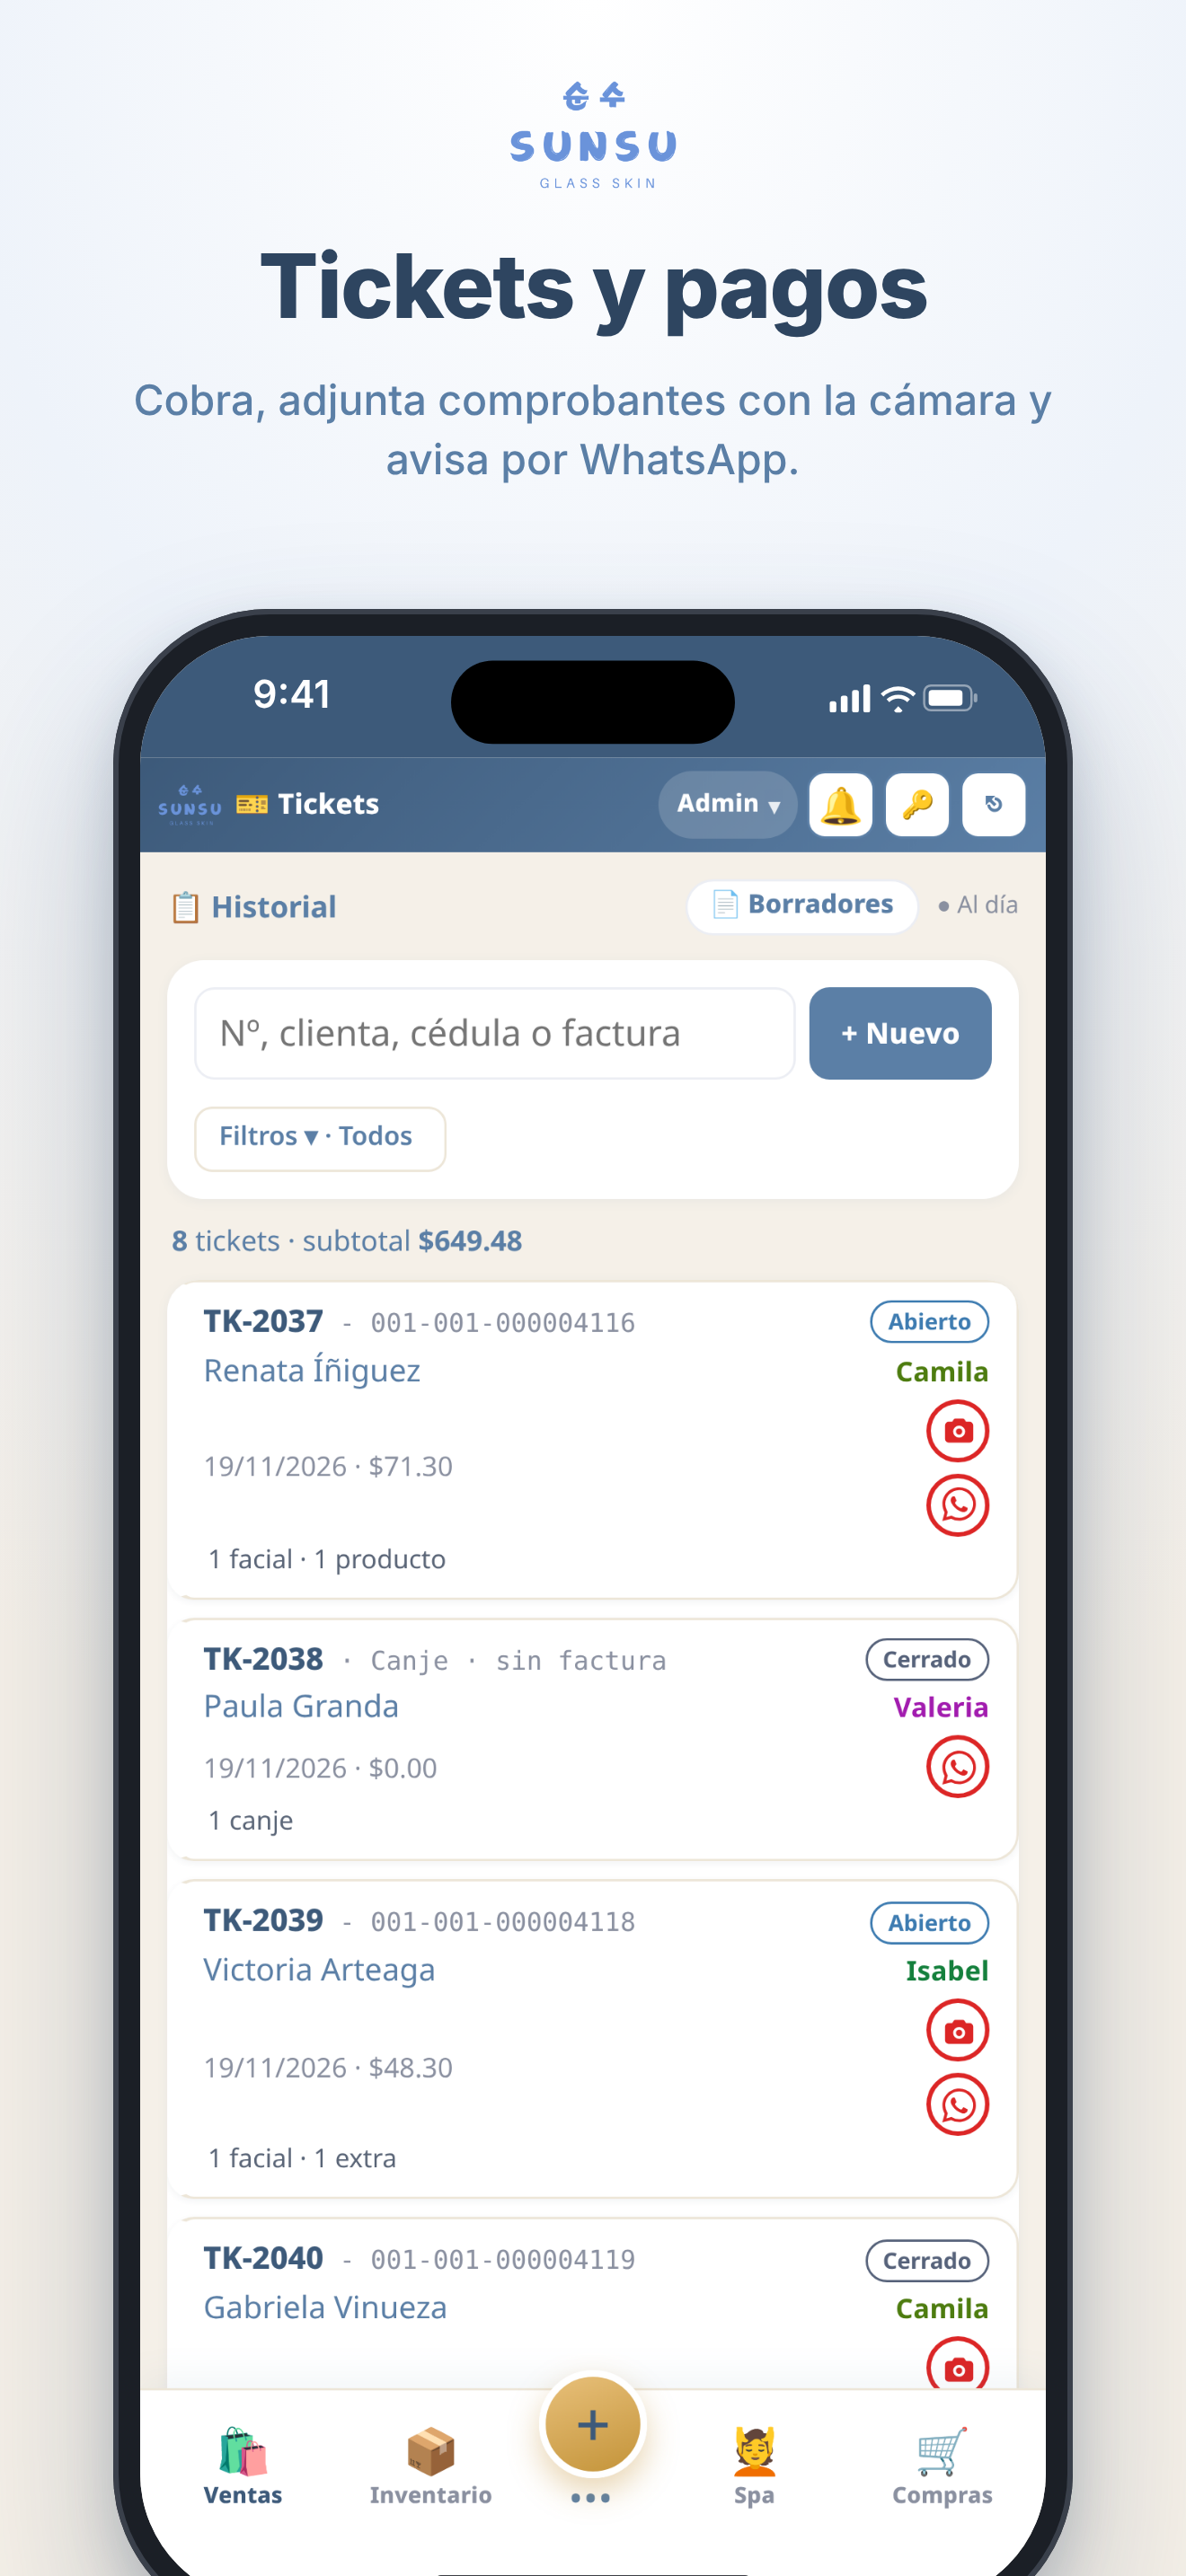 SUNSU
GLASS SKIN
Tickets y pagos
Cobra, adjunta comprobantes con la cámara y
avisa por WhatsApp.
9:41
SUNSU
GLASS SKIN
Tickets
Admin ▾
Historial
Borradores
● Al día
Nº, clienta, cédula o factura
+ Nuevo
Filtros ▾ · Todos
8 tickets · subtotal $649.48
TK-2037 - 001-001-000004116
Abierto
Renata Íñiguez
Camila
19/11/2026 · $71.30
1 facial · 1 producto
TK-2038 · Canje · sin factura
Cerrado
Paula Granda
Valeria
19/11/2026 · $0.00
1 canje
TK-2039 - 001-001-000004118
Abierto
Victoria Arteaga
Isabel
19/11/2026 · $48.30
1 facial · 1 extra
TK-2040 - 001-001-000004119
Cerrado
Gabriela Vinueza
Camila
+
Ventas
Inventario
•••
Spa
Compras